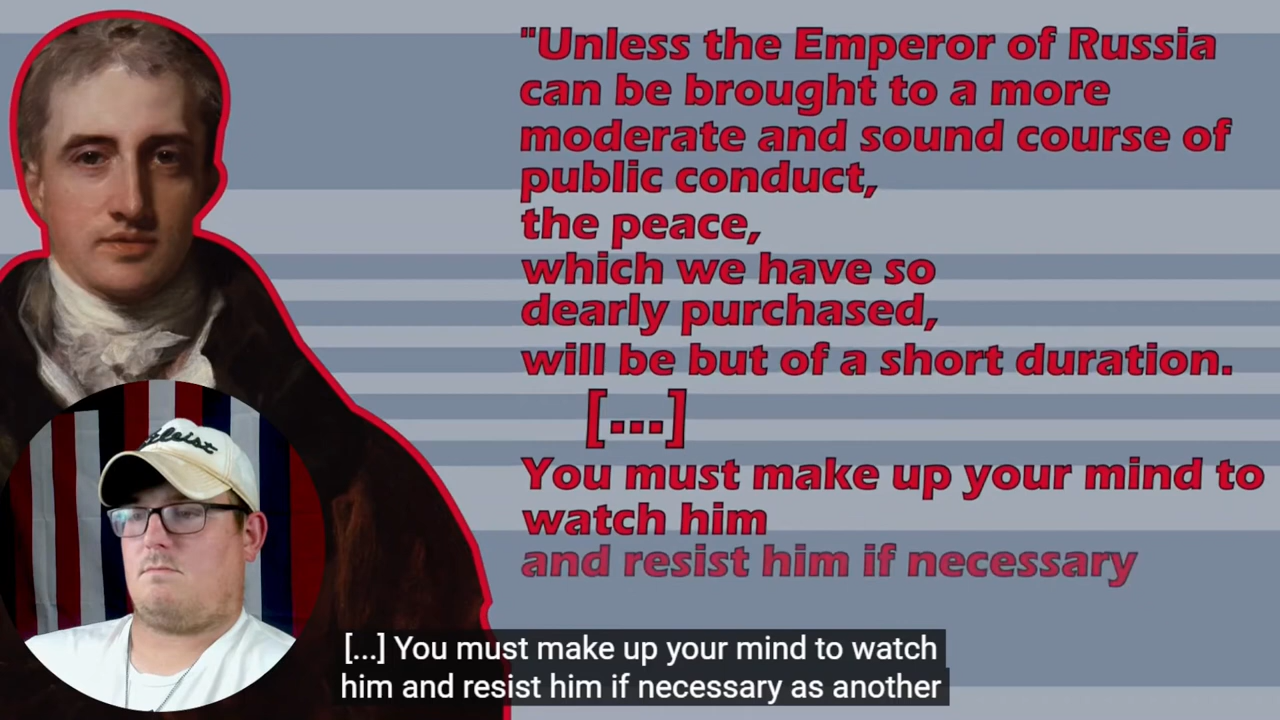 "Unless the Emperor of Russia
can be brought to a more
moderate and sound course of
public conduct,
the peace,
which we have so
dearly purchased,
will be but of a short duration.
[...]
You must make up your mind to
watch him
and resist him if necessary
[...] You must make up your mind to watch
him and resist him if necessary as another